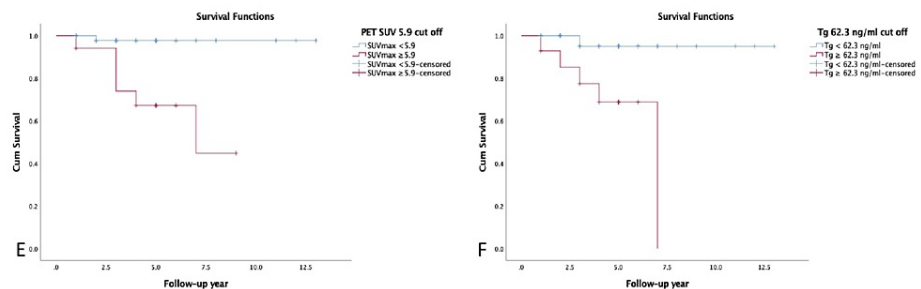 Survival Functions
PET SUV 5.9 cut off
SUVmax <5.9
SUVmax ≥5.9
SUVmax <5.9-censored
SUVmax ≥5.9-censored
Cum Survival
1.0
0.8
0.6
0.4
0.2
0.0
E
.0 2.5 5.0 7.5 10.0 12.5
Follow-up year
Survival Functions
Tg 62.3 ng/ml cut off
Tg < 62.3 ng/ml
Tg ≥ 62.3 ng/ml
Tg < 62.3 ng/ml-censored
Tg ≥ 62.3 ng/ml-censored
Cum Survival
1.0
0.8
0.6
0.4
0.2
0.0
F
.0 2.5 5.0 7.5 10.0 12.5
Follow-up year